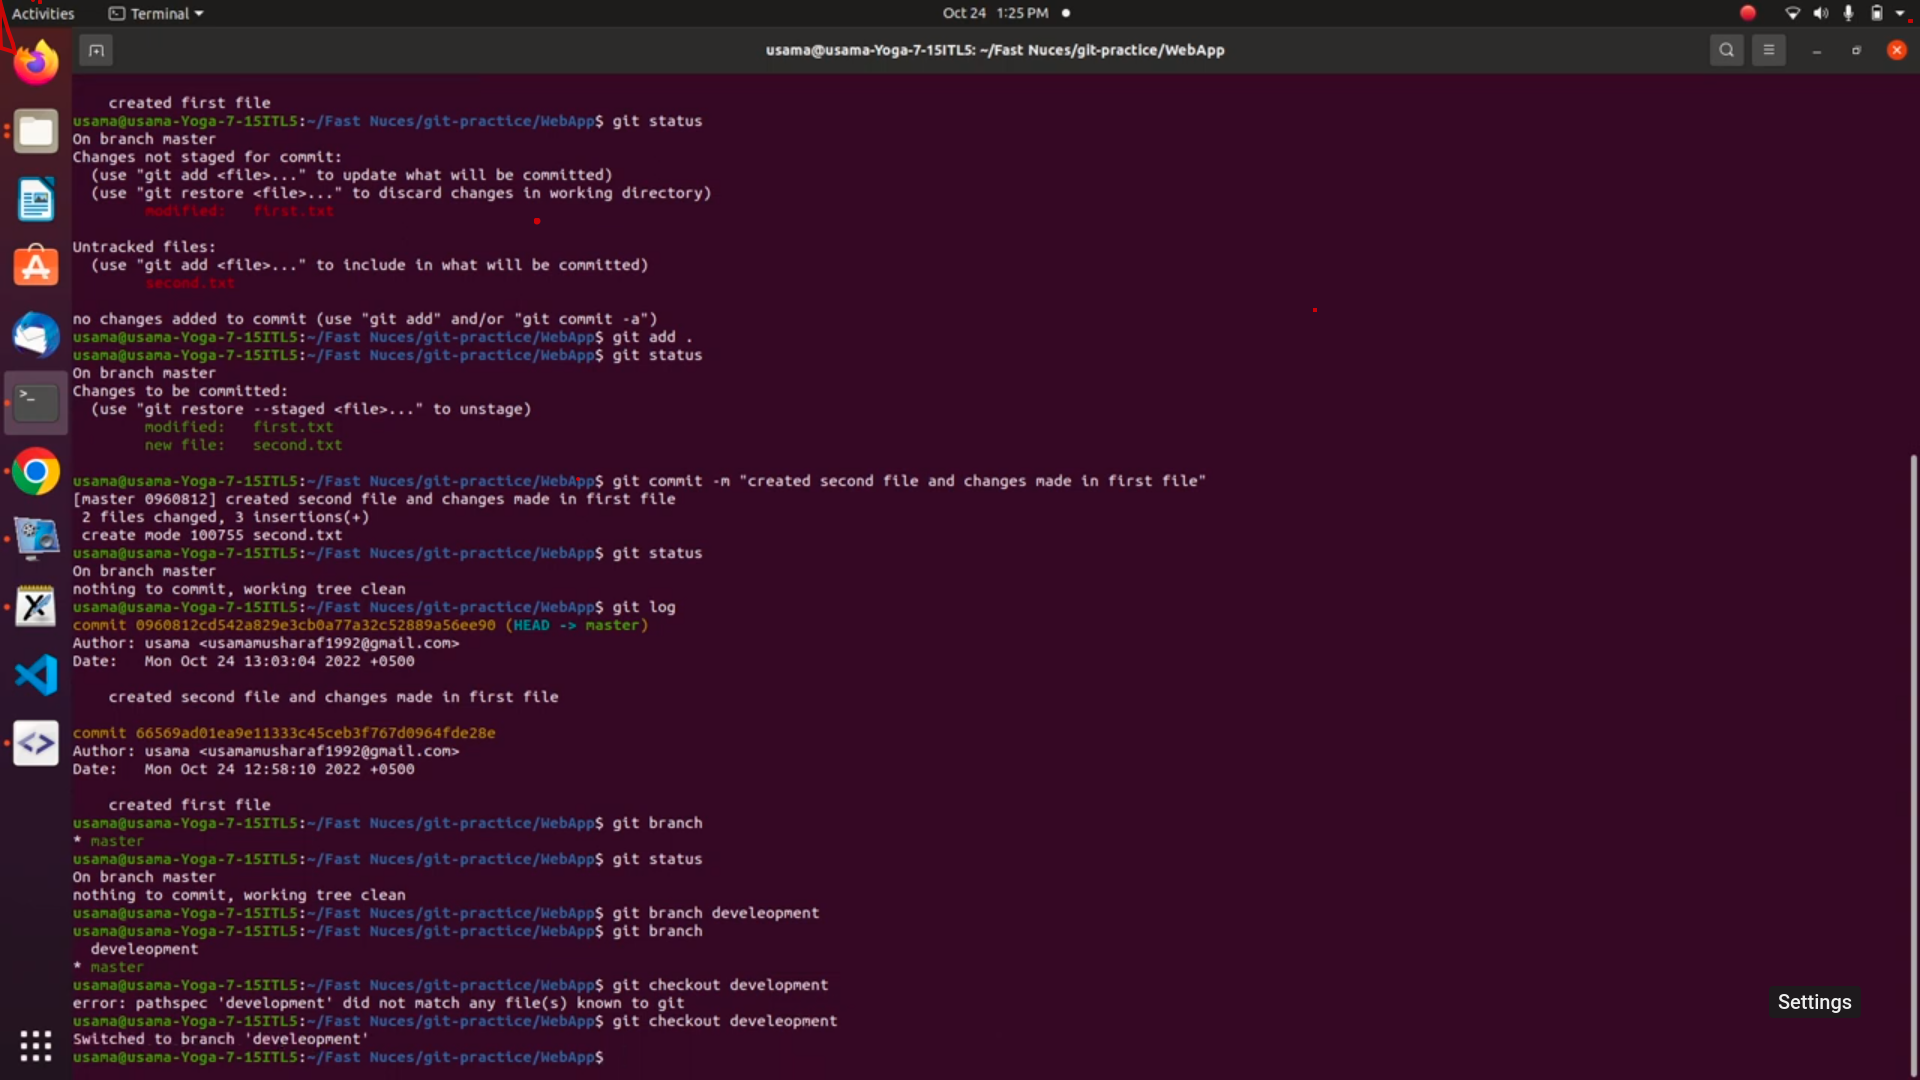 Activities
Terminal
Oct 24 1:25 PM
usama@usama-Yoga-7-15ITL5: ~/Fast Nuces/git-practice/WebApp
created first file
usama@usama-Yoga-7-15ITL5:~/Fast Nuces/git-practice/WebApp$ git status
On branch master
Changes not staged for commit:
(use "git add <file>..." to update what will be committed)
(use "git restore <file>..." to discard changes in working directory)
modified: first.txt
Untracked files:
(use "git add <file>..." to include in what will be committed)
second.txt
no changes added to commit (use "git add" and/or "git commit -a")
usama@usama-Yoga-7-15ITL5:~/Fast Nuces/git-practice/WebApp$ git add .
usama@usama-Yoga-7-15ITL5:~/Fast Nuces/git-practice/WebApp$ git status
On branch master
Changes to be committed:
(use "git restore --staged <file>..." to unstage)
modified: first.txt
new file: second.txt
usama@usama-Yoga-7-15ITL5:~/Fast Nuces/git-practice/WebApp$ git commit -m "created second file and changes made in first file"
[master 0960812] created second file and changes made in first file
2 files changed, 3 insertions(+)
create mode 100755 second.txt
usama@usama-Yoga-7-15ITL5:~/Fast Nuces/git-practice/WebApp$ git status
On branch master
nothing to commit, working tree clean
usama@usama-Yoga-7-15ITL5:~/Fast Nuces/git-practice/WebApp$ git log
commit 0960812cd542a829e3cb0a77a32c52889a56ee90 (HEAD -> master)
Author: usama <usamamusharaf1992@gmail.com>
Date: Mon Oct 24 13:03:04 2022 +0500
created second file and changes made in first file
commit 66569ad01ea9e11333c45ceb3f767d0964fde28e
Author: usama <usamamusharaf1992@gmail.com>
Date: Mon Oct 24 12:58:10 2022 +0500
created first file
usama@usama-Yoga-7-15ITL5:~/Fast Nuces/git-practice/WebApp$ git branch
* master
usama@usama-Yoga-7-15ITL5:~/Fast Nuces/git-practice/WebApp$ git status
On branch master
nothing to commit, working tree clean
usama@usama-Yoga-7-15ITL5:~/Fast Nuces/git-practice/WebApp$ git branch develeopment
usama@usama-Yoga-7-15ITL5:~/Fast Nuces/git-practice/WebApp$ git branch
develeopment
* master
usama@usama-Yoga-7-15ITL5:~/Fast Nuces/git-practice/WebApp$ git checkout development
error: pathspec 'development' did not match any file(s) known to git
usama@usama-Yoga-7-15ITL5:~/Fast Nuces/git-practice/WebApp$ git checkout develeopment
Switched to branch 'develeopment'
usama@usama-Yoga-7-15ITL5:~/Fast Nuces/git-practice/WebApp$
Settings